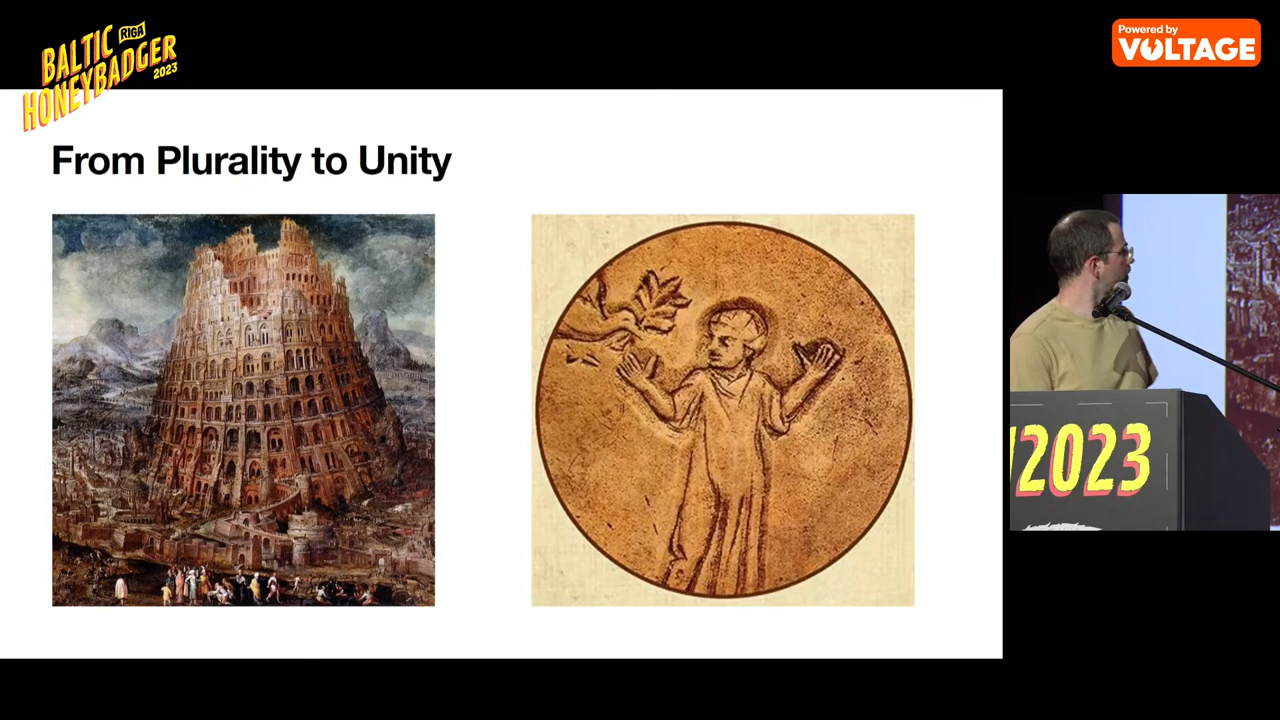 BALTIC RIGA
HONEYBADGER
2023
Powered by
VOLTAGE
From Plurality to Unity
2023